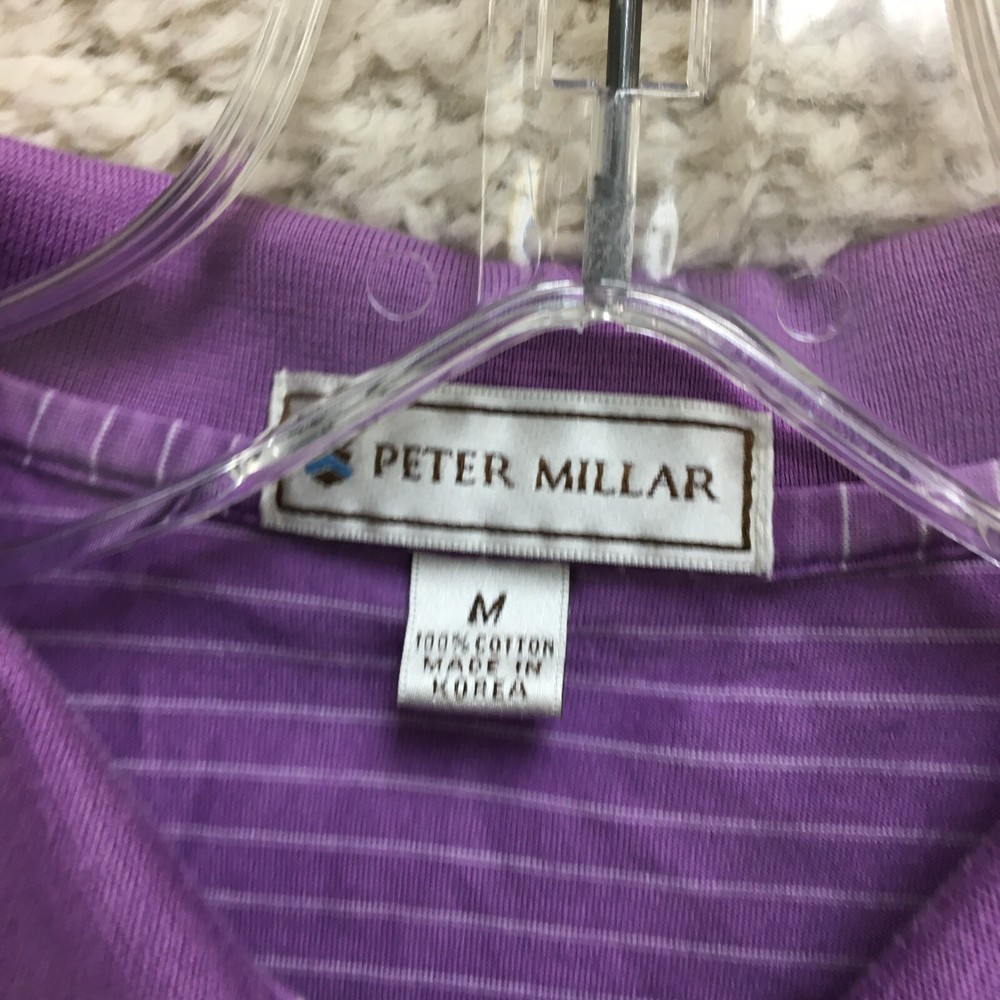 PETER MILLAR
M
100% COTTON
MADE IN
KOREA